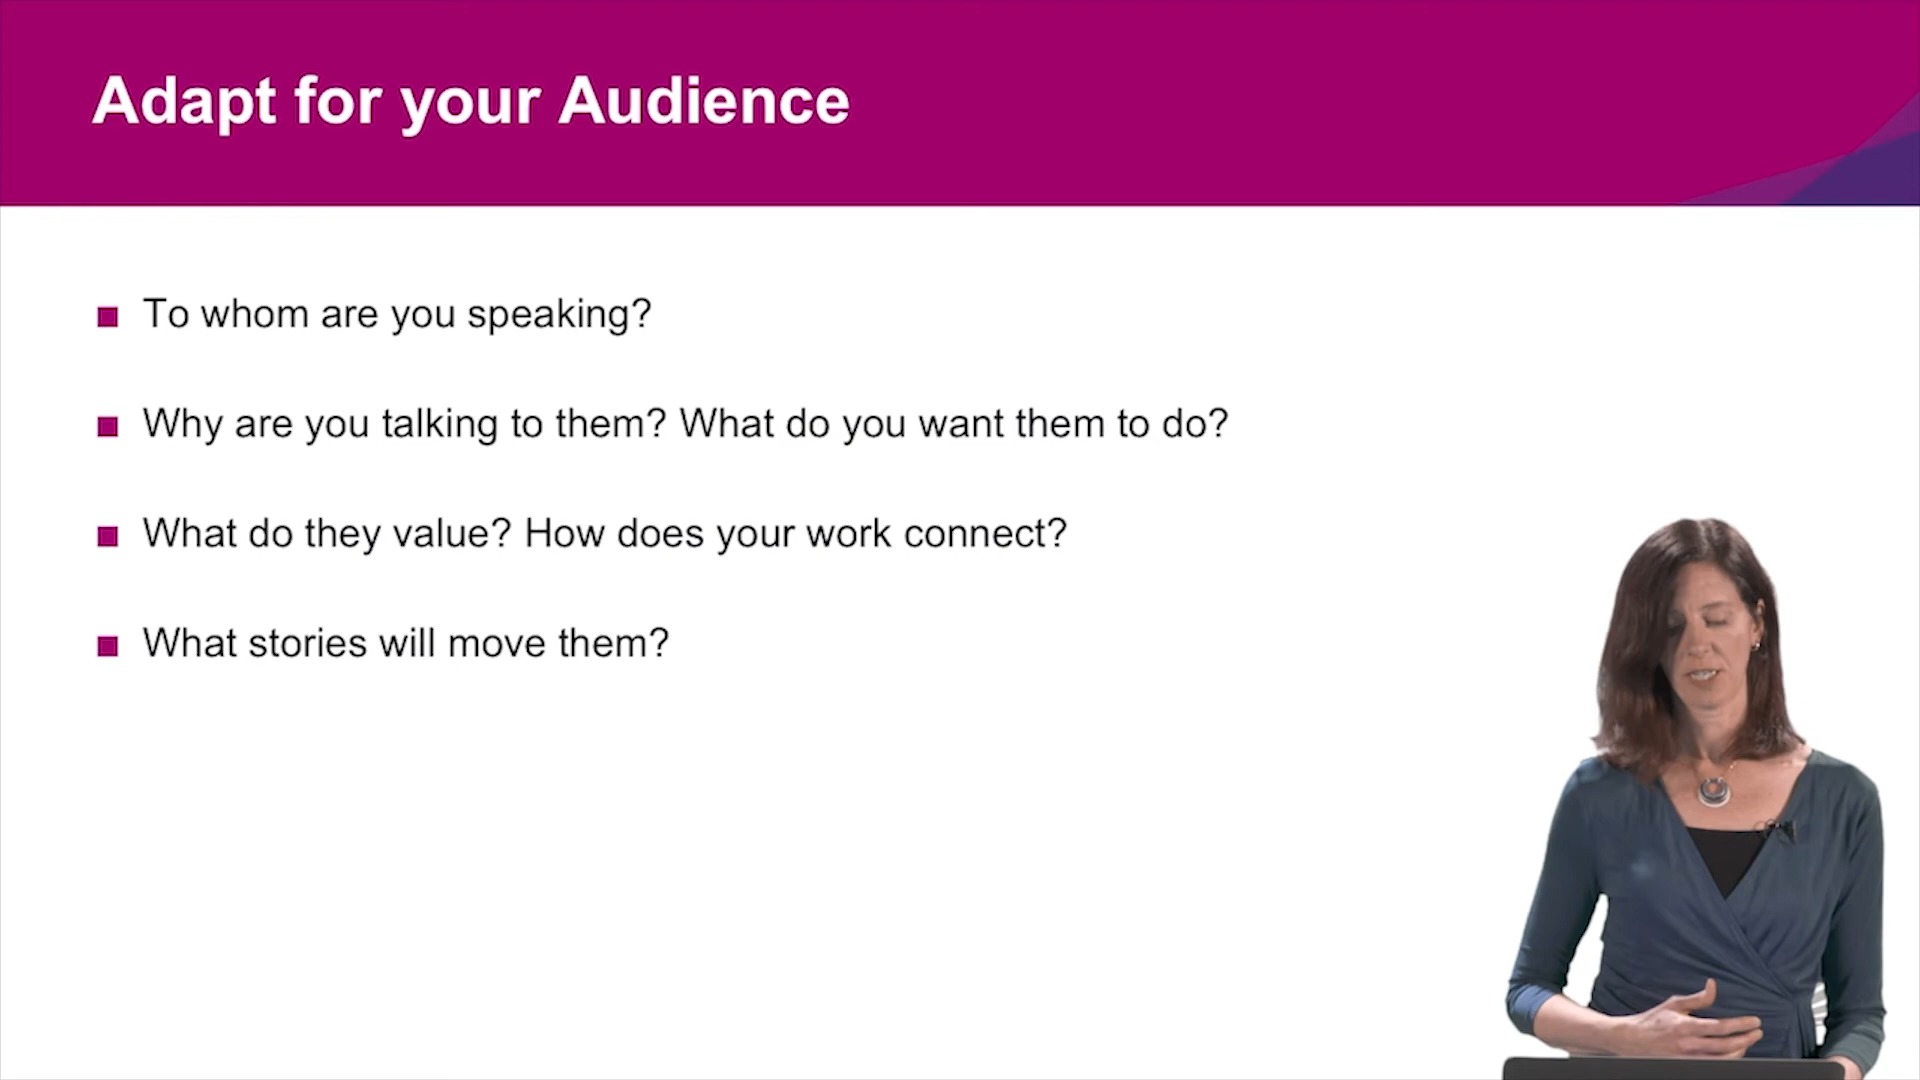 Adapt for your Audience
To whom are you speaking?
Why are you talking to them? What do you want them to do?
What do they value? How does your work connect?
What stories will move them?